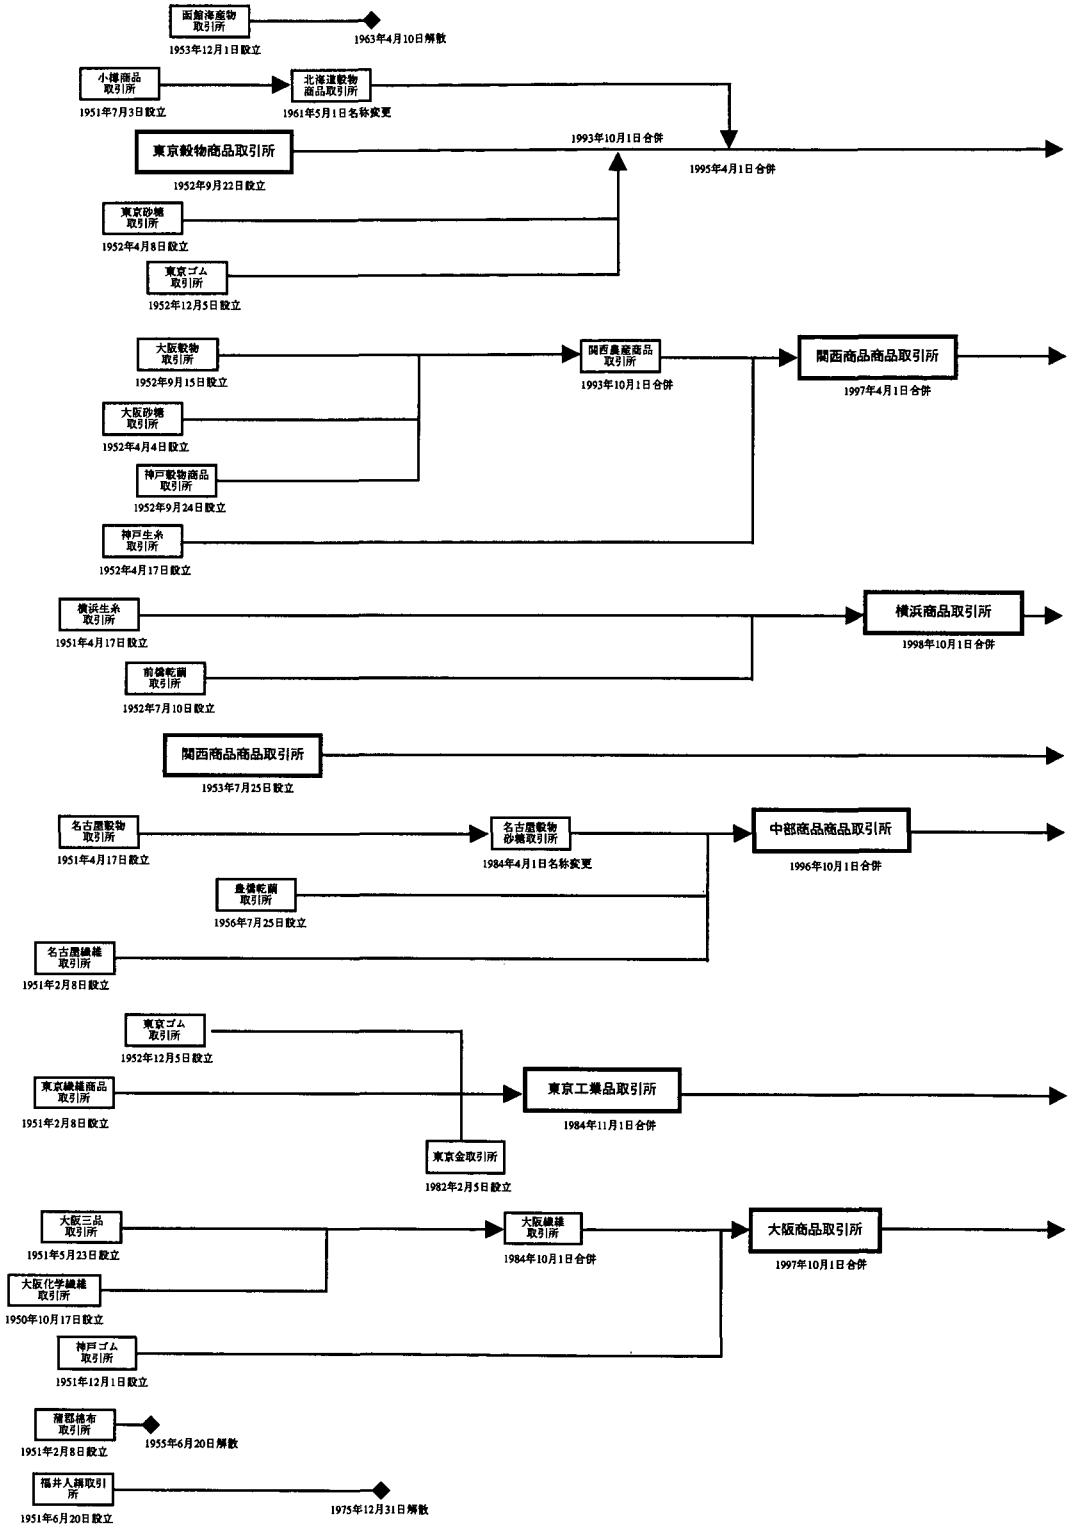 函館海産物
取引所
1953年12月1日設立
1963年4月10日解散
小樽商品
取引所
1951年7月3日設立
北海道穀物
商品取引所
1961年5月1日名称変更
東京穀物商品取引所
1952年9月22日設立
1993年10月1日合併
1995年4月1日合併
東京砂糖
取引所
1952年4月8日設立
東京ゴム
取引所
1952年12月5日設立
大阪穀物
取引所
1952年9月15日設立
関西農産商品
取引所
1993年10月1日合併
関西商品商品取引所
1997年4月1日合併
大阪砂糖
取引所
1952年4月4日設立
神戸穀物商品
取引所
1952年9月24日設立
神戸生糸
取引所
1952年4月17日設立
横浜生糸
取引所
1951年4月17日設立
横浜商品取引所
1998年10月1日合併
前橋乾繭
取引所
1952年7月10日設立
関西商品商品取引所
1953年7月25日設立
名古屋穀物
取引所
1951年4月17日設立
名古屋穀物
砂糖取引所
1984年4月1日名称変更
中部商品商品取引所
1996年10月1日合併
豊橋乾繭
取引所
1956年7月25日設立
名古屋繊維
取引所
1951年2月8日設立
東京ゴム
取引所
1952年12月5日設立
東京繊維商品
取引所
1951年2月8日設立
東京工業品取引所
1984年11月1日合併
東京金取引所
1982年2月5日設立
大阪三品
取引所
1951年5月23日設立
大阪繊維
取引所
1984年10月1日合併
大阪商品取引所
1997年10月1日合併
大阪化学繊維
取引所
1950年10月17日設立
神戸ゴム
取引所
1951年12月1日設立
蒲郡綿布
取引所
1951年2月8日設立
1955年6月20日解散
福井人絹取引
所
1951年6月20日設立
1975年12月31日解散